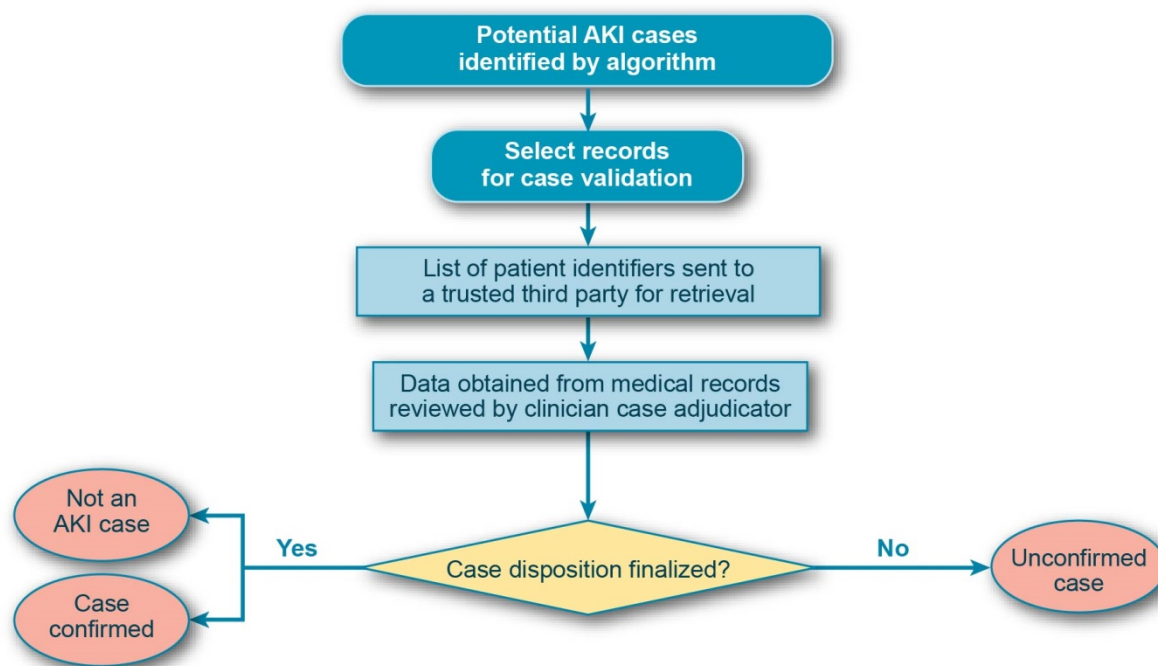 Potential AKI cases
identified by algorithm
Select records
for case validation
List of patient identifiers sent to
a trusted third party for retrieval
Data obtained from medical records
reviewed by clinician case adjudicator
Not an
AKI case
Yes
Case disposition finalized?
No
Unconfirmed
case
Case
confirmed